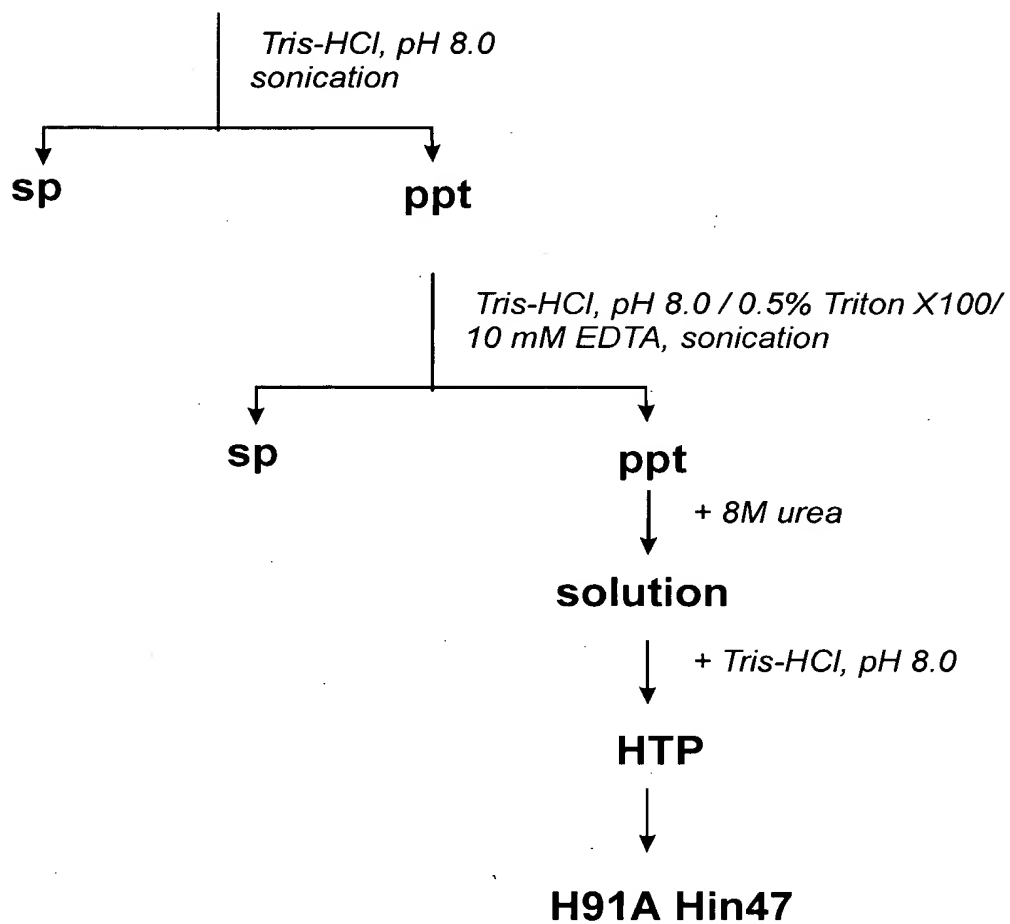 Tris-HCl, pH 8.0
sonication
sp
ppt
Tris-HCl, pH 8.0 / 0.5% Triton X100/
10 mM EDTA, sonication
sp
ppt
+ 8M urea
solution
+ Tris-HCl, pH 8.0
HTP
H91A Hin47